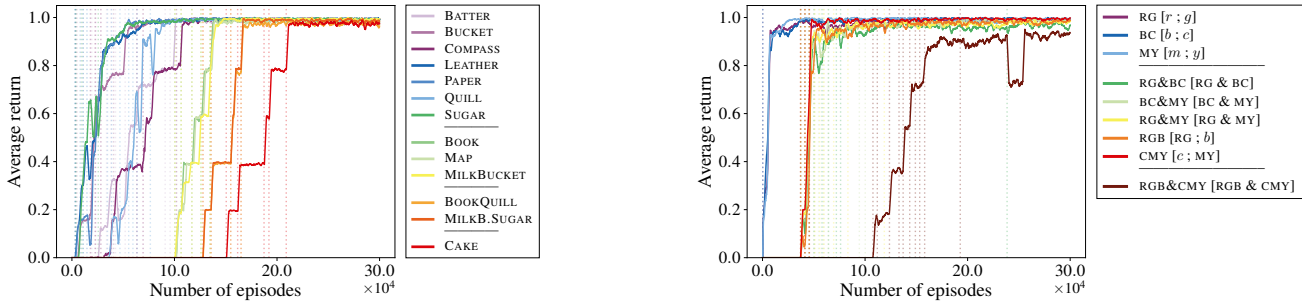 Average return
1.0
0.8
0.6
0.4
0.2
0.0
0.0
10.0
20.0
30.0
Number of episodes
×10⁴
BATTER
BUCKET
COMPASS
LEATHER
PAPER
QUILL
SUGAR
BOOK
MAP
MILKBUCKET
BOOKQUILL
MILKB.SUGAR
CAKE
Average return
1.0
0.8
0.6
0.4
0.2
0.0
0.0
10.0
20.0
30.0
Number of episodes
×10⁴
RG [r ; g]
BC [b ; c]
MY [m ; y]
RG&BC [RG & BC]
BC&MY [BC & MY]
RG&MY [RG & MY]
RGB [RG ; b]
CMY [c ; MY]
RGB&CMY [RGB & CMY]